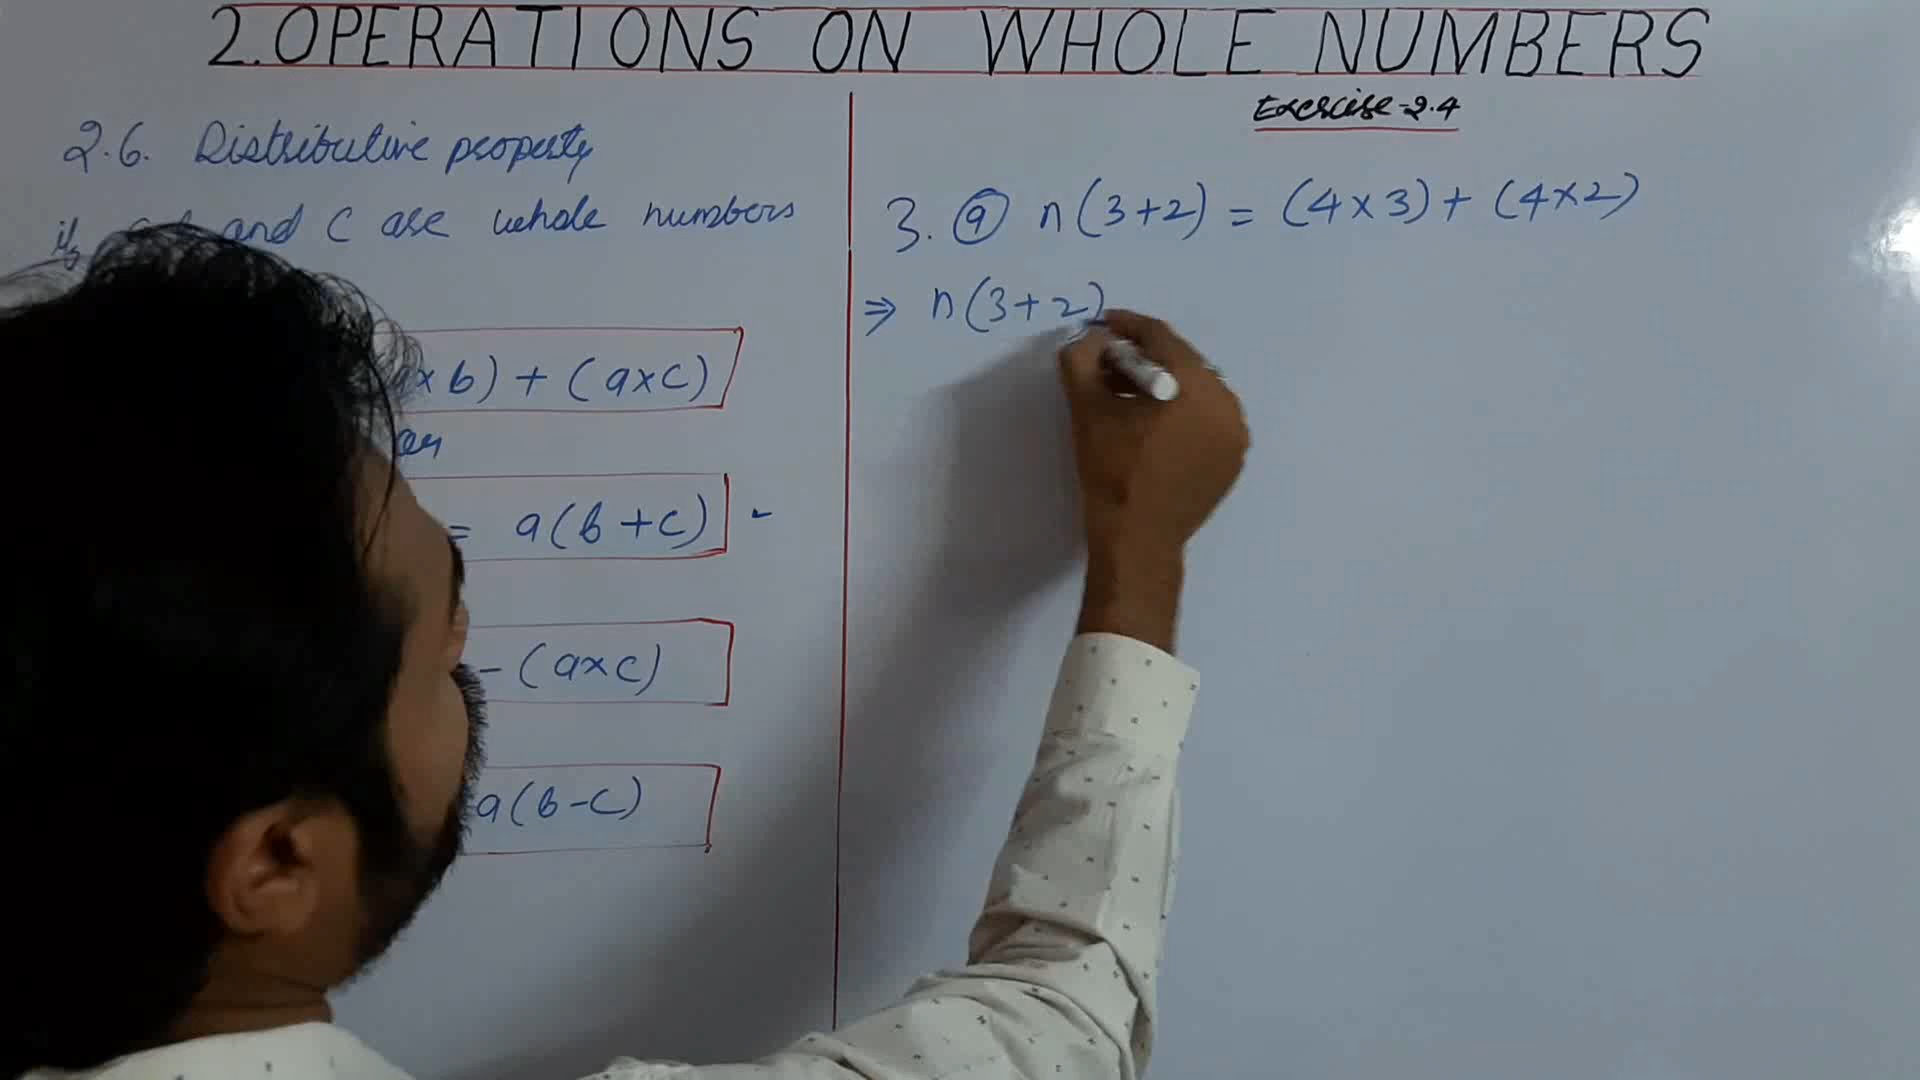 2.OPERATIONS ON WHOLE NUMBERS
2.6. Distributive property
if and C are whole numbers
×b) + (a×c)
or
= a(b+c)
-(a×c)
a(b-c)
Exercise-2.4
3. ⓐ n(3+2) = (4×3)+(4×2)
⇒ n(3+2)